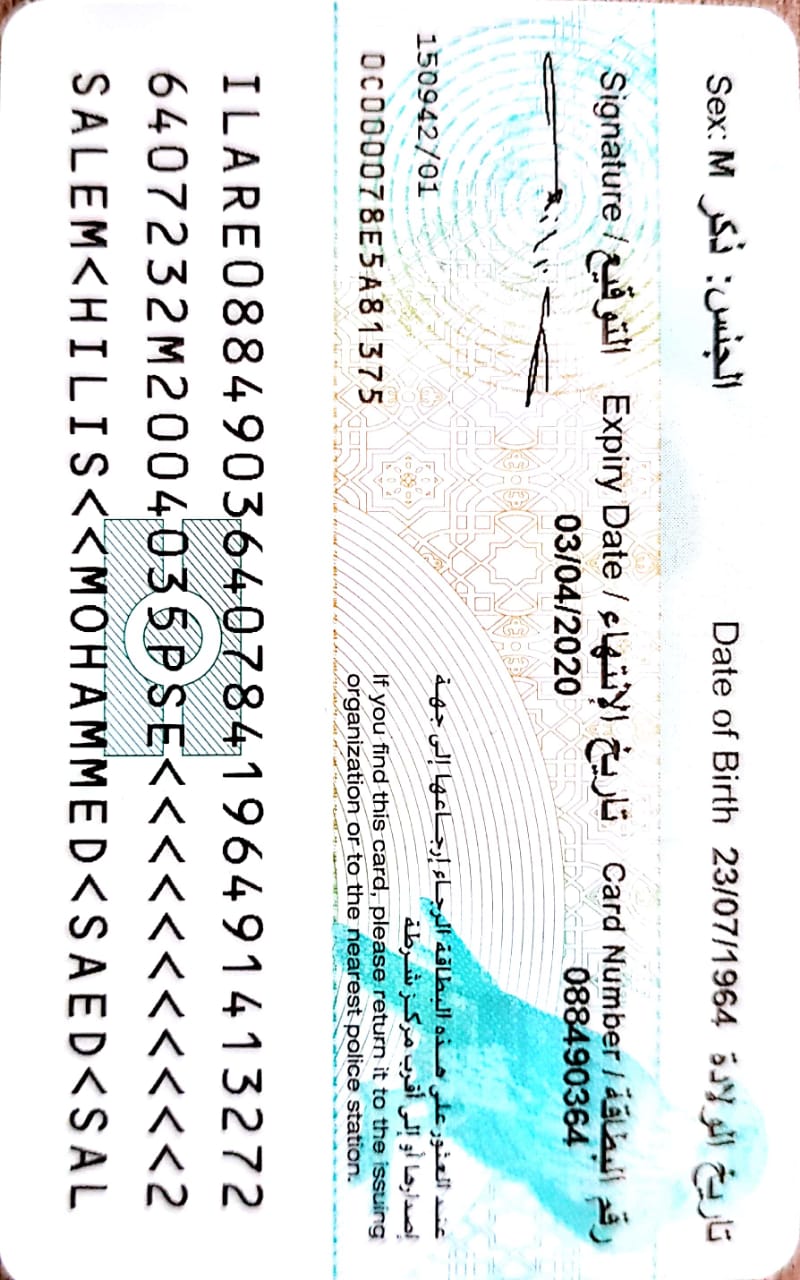 Sex: M الجنس: ذكر
Date of Birth 23/07/1964 تاريخ الولادة
Signature / التوقيع Expiry Date / تاريخ الإنتهاء Card Number / رقم البطاقة
03/04/2020 088490364
150942/01
DC000078E5A81375
عند العثور على هذه البطاقة الرجاء إرجاعها إلى جهة
إصدارها أو إلى أقرب مركز شرطة
If you find this card, please return it to the issuing
organization or to the nearest police station.
ILARE0884903640784196491413272
6407232M2004035PSE<<<<<<<<<<<2
SALEM<HILIS<<MOHAMMED<SAED<SAL